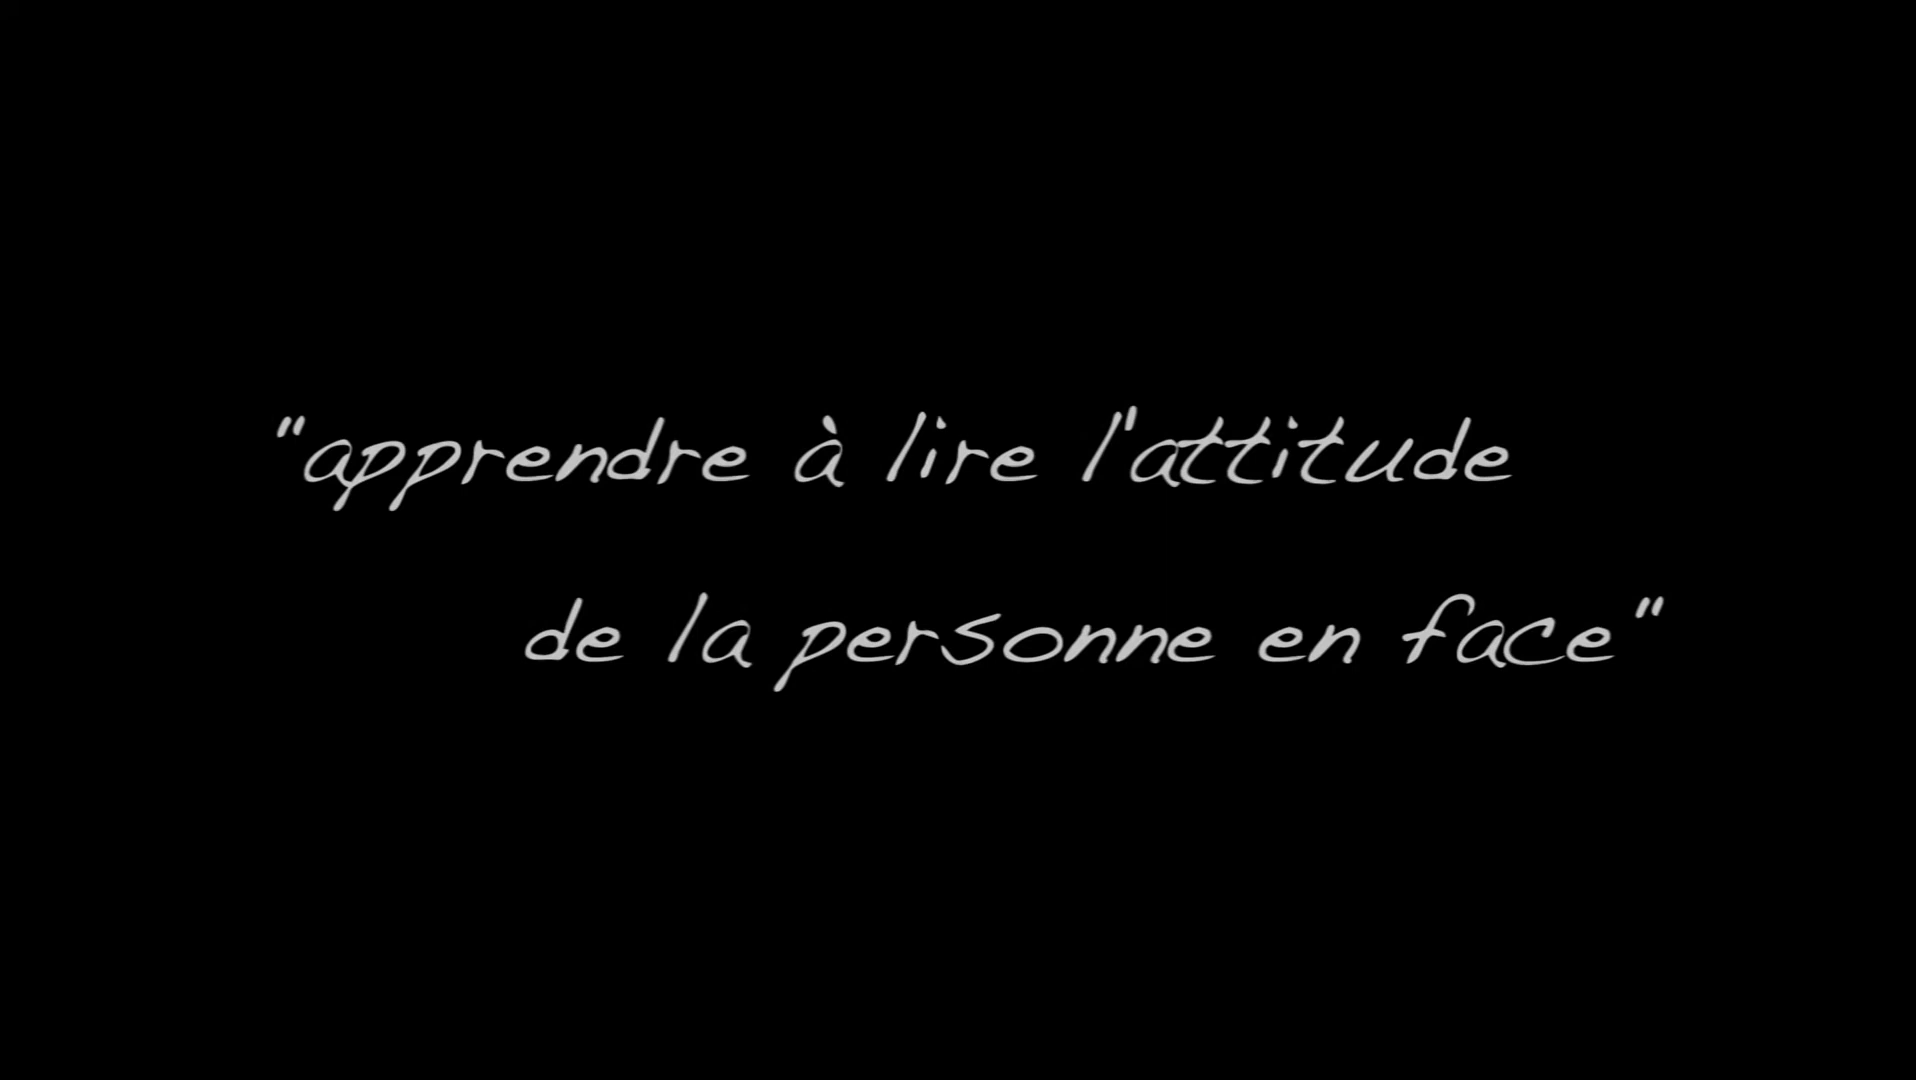 "apprendre à lire l'attitude
de la personne en face"